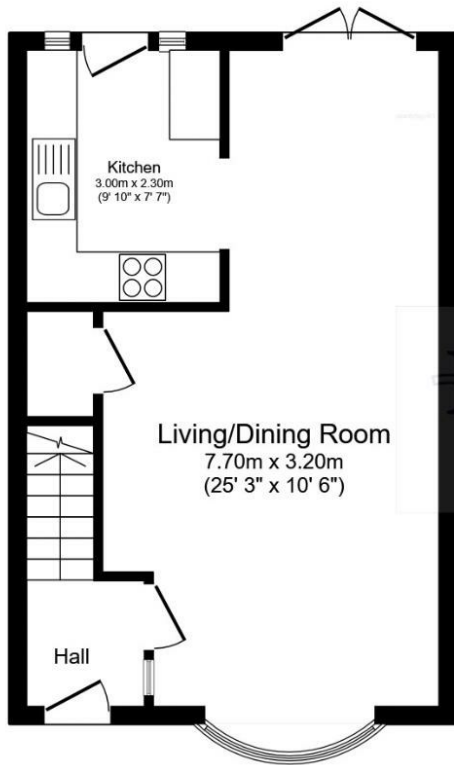 Kitchen
3.00m x 2.30m
(9' 10" x 7' 7")
Living/Dining Room
7.70m x 3.20m
(25' 3" x 10' 6")
Hall